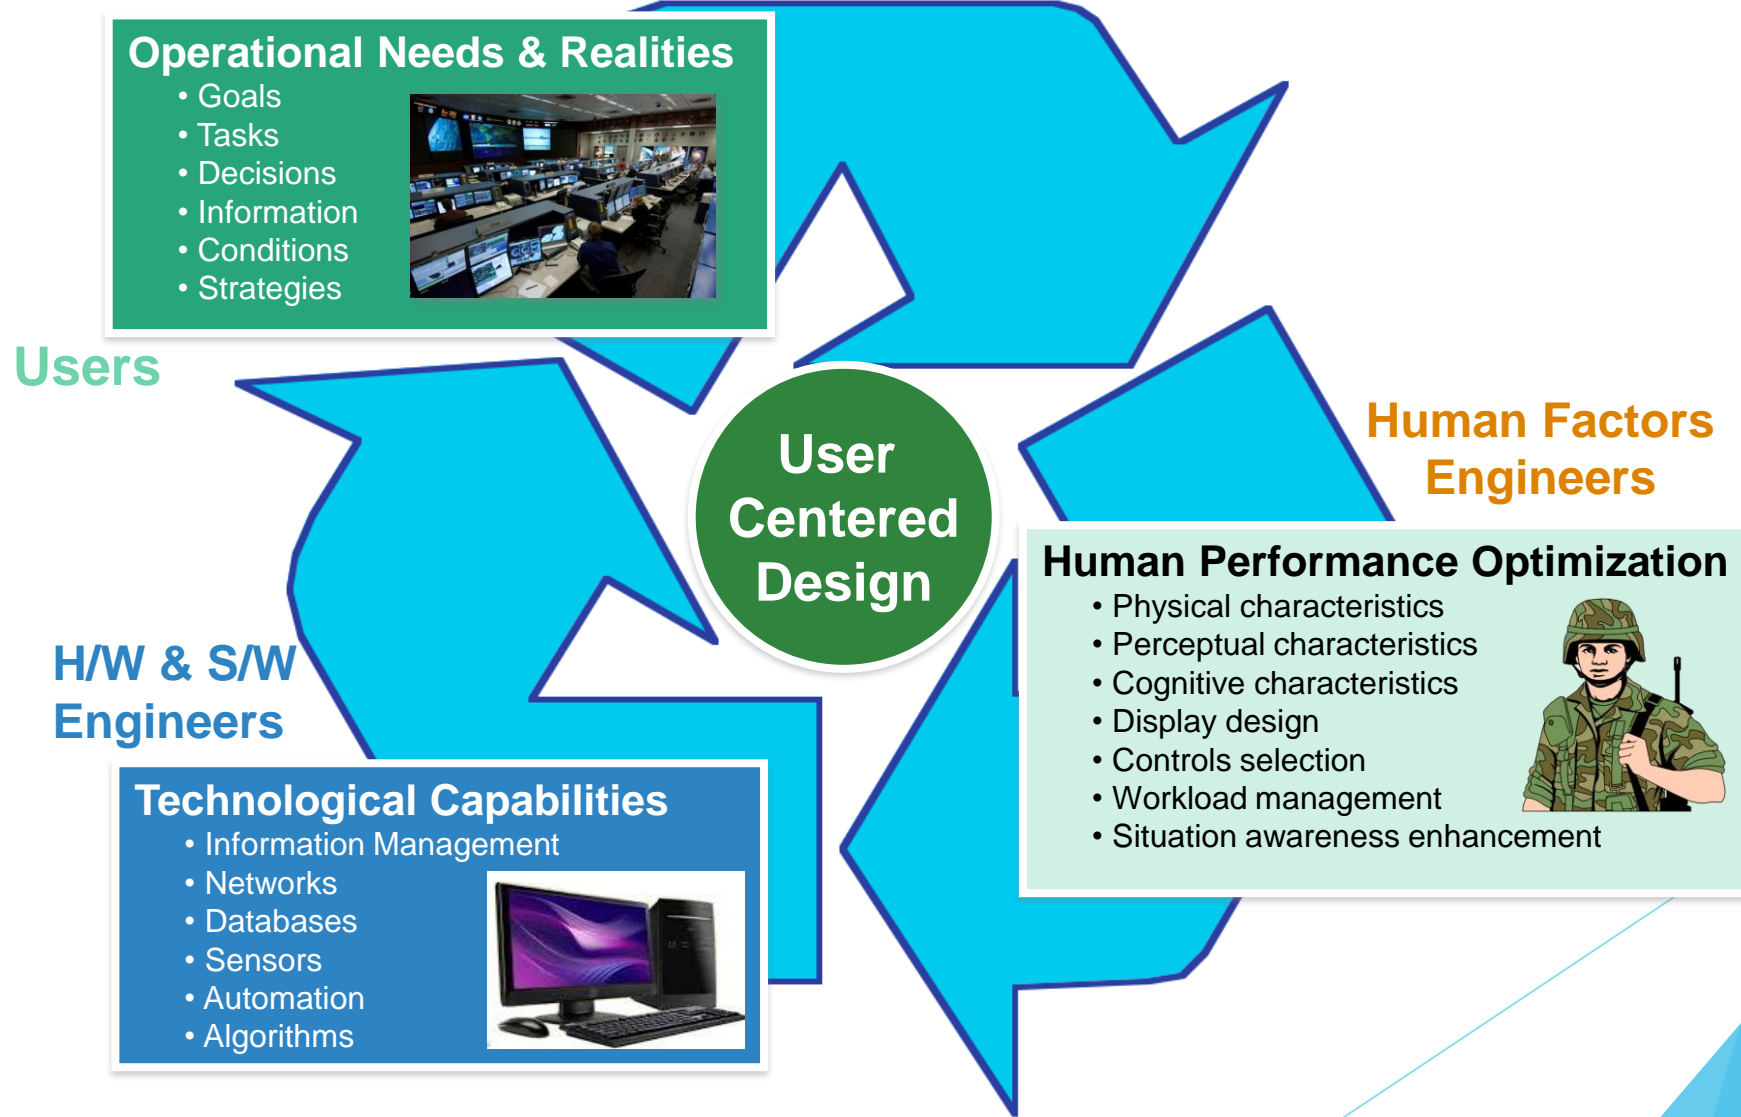 Operational Needs & Realities
• Goals
• Tasks
• Decisions
• Information
• Conditions
• Strategies
Users
User
Centered
Design
Human Factors
Engineers
Human Performance Optimization
• Physical characteristics
• Perceptual characteristics
• Cognitive characteristics
• Display design
• Controls selection
• Workload management
• Situation awareness enhancement
H/W & S/W
Engineers
Technological Capabilities
• Information Management
• Networks
• Databases
• Sensors
• Automation
• Algorithms